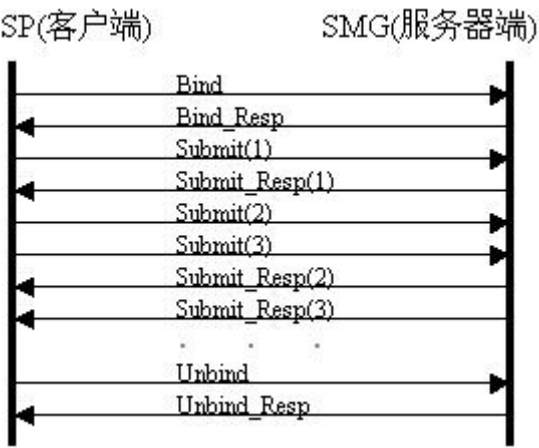 SP(客户端) SMG(服务器端)
Bind
Bind_Resp
Submit(1)
Submit_Resp(1)
Submit(2)
Submit(3)
Submit_Resp(2)
Submit_Resp(3)
. . .
Unbind
Unbind_Resp